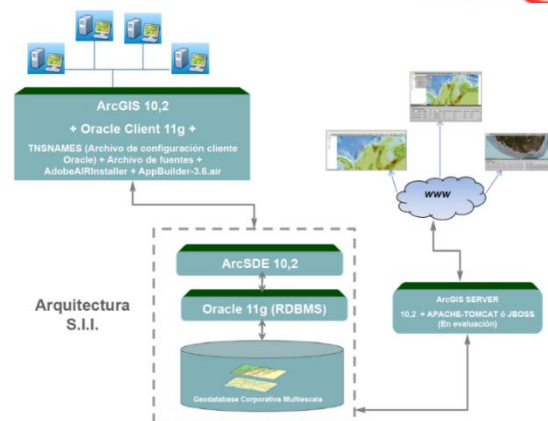 ArcGIS 10,2
+ Oracle Client 11g +
TNSNAMES (Archivo de configuración cliente
Oracle) + Archivo de fuentes +
AdobeAIRInstaller + AppBuilder-3.6.air
www
ArcSDE 10,2
Oracle 11g (RDBMS)
Geodatabase Corporativa Multiescala
Arquitectura
S.I.I.
ArcGIS SERVER
10,2 + APACHE-TOMCAT ó JBOSS
(En evaluación)